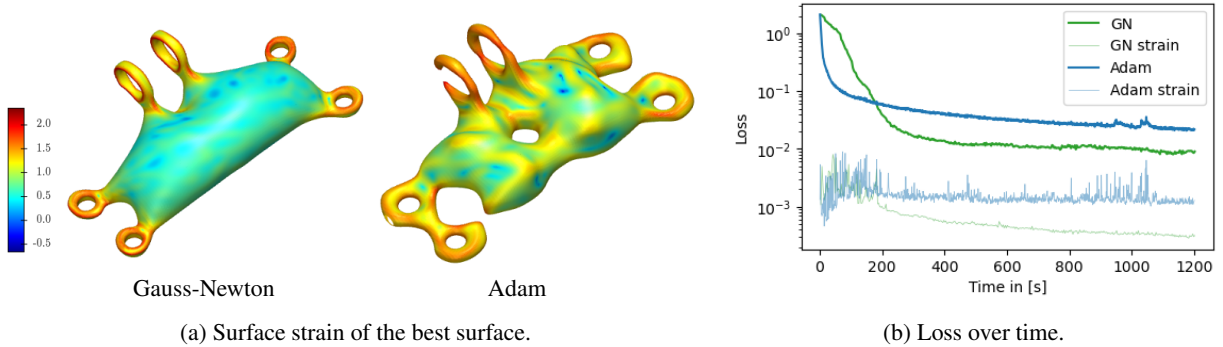 2.0
1.5
1.0
0.5
0.0
-0.5
Gauss-Newton
Adam
(a) Surface strain of the best surface.
Loss
10⁰
10⁻¹
10⁻²
10⁻³
GN
GN strain
Adam
Adam strain
0 200 400 600 800 1000 1200
Time in [s]
(b) Loss over time.